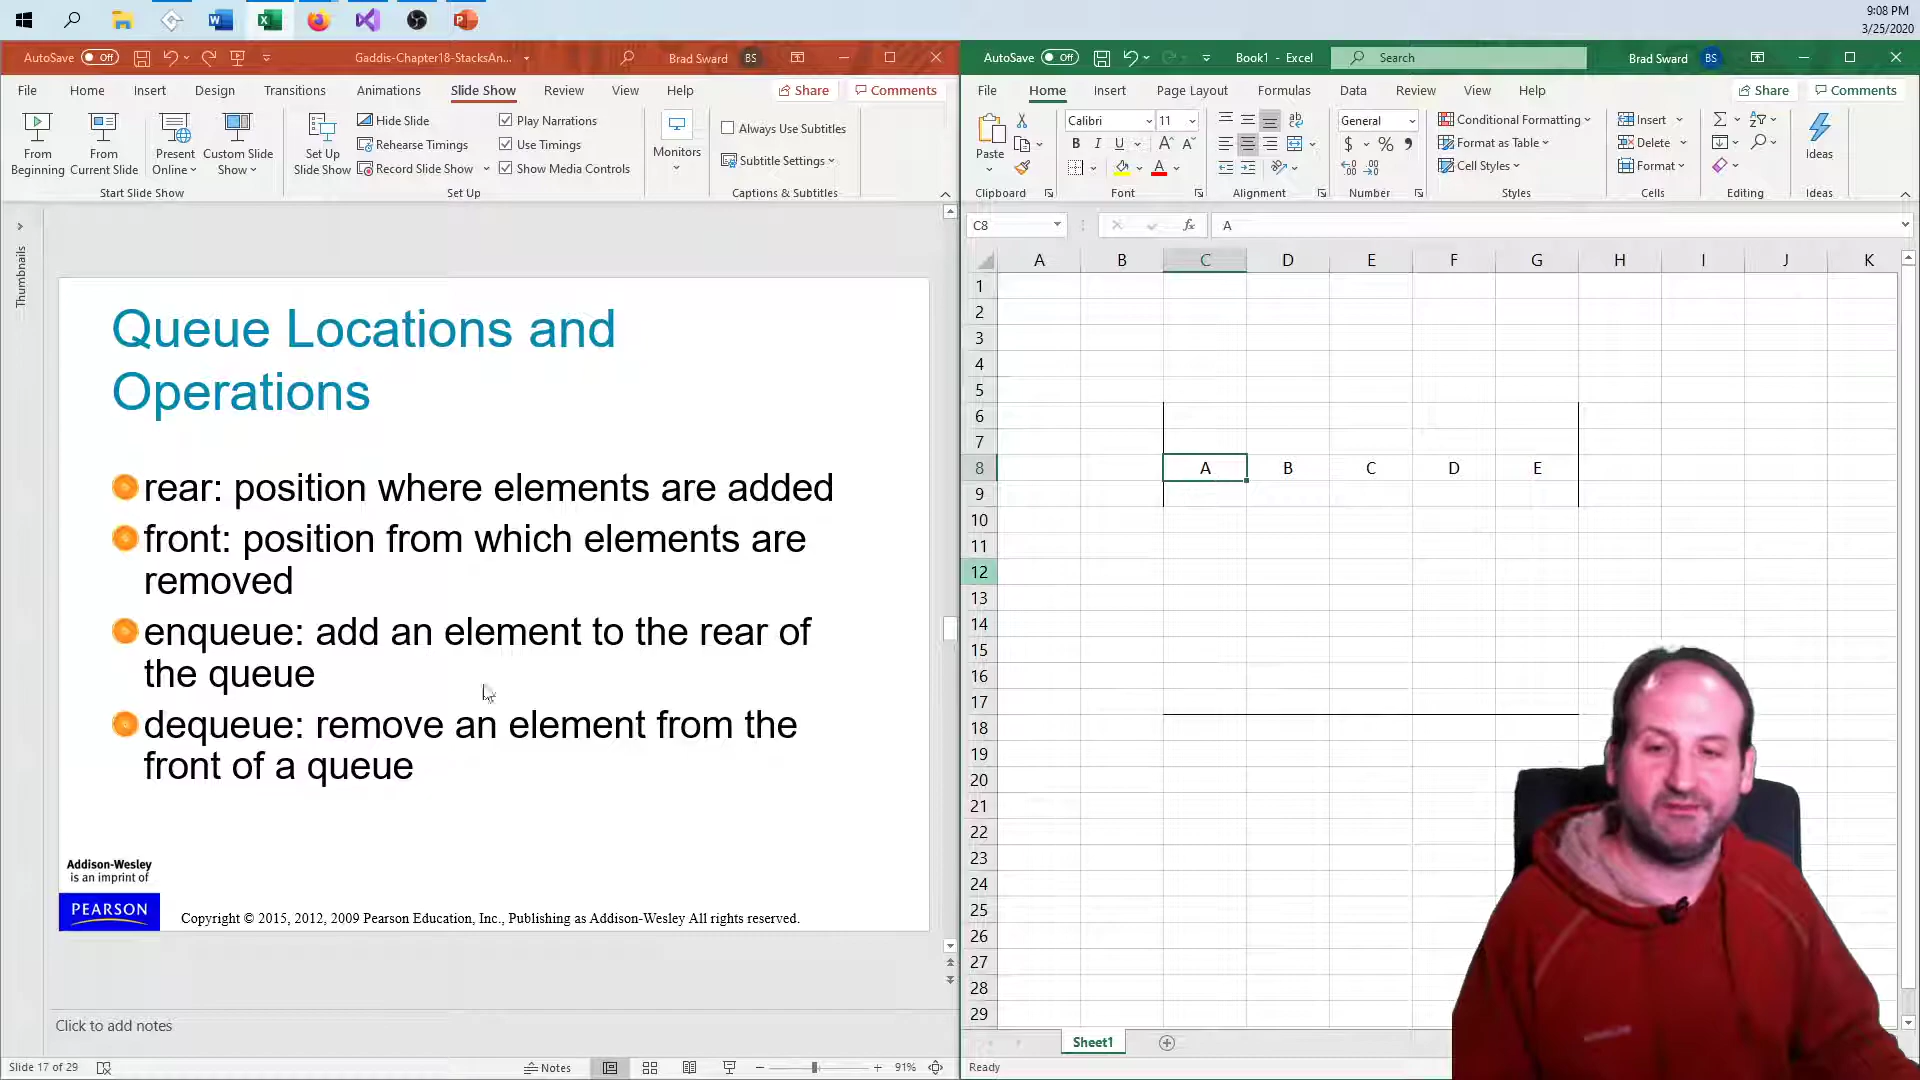 9:08 PM
3/25/2020
AutoSave Off
Gaddis-Chapter18-StacksAn...
Brad Sward BS
File Home Insert Design Transitions Animations Slide Show Review View Help Share Comments
From Beginning
From Current Slide
Present Online
Custom Slide Show
Start Slide Show
Set Up Slide Show
Hide Slide
Rehearse Timings
Record Slide Show
Play Narrations
Use Timings
Show Media Controls
Set Up
Monitors
Always Use Subtitles
Subtitle Settings
Captions & Subtitles
Thumbnails
Queue Locations and
Operations
rear: position where elements are added
front: position from which elements are
removed
enqueue: add an element to the rear of
the queue
dequeue: remove an element from the
front of a queue
Addison-Wesley
is an imprint of
PEARSON
Copyright © 2015, 2012, 2009 Pearson Education, Inc., Publishing as Addison-Wesley All rights reserved.
Click to add notes
Slide 17 of 29
Notes
91%
AutoSave Off
Book1 - Excel
Search
Brad Sward BS
File Home Insert Page Layout Formulas Data Review View Help Share Comments
Paste
Clipboard
Calibri 11
B I U
Font
Alignment
General
$ %
Number
Conditional Formatting
Format as Table
Cell Styles
Styles
Insert
Delete
Format
Cells
Editing
Ideas
Ideas
C8
fx
A
A B C D E F G H I J K
1
2
3
4
5
6
7
8 A B C D E
9
10
11
12
13
14
15
16
17
18
19
20
21
22
23
24
25
26
27
28
29
Sheet1
Ready